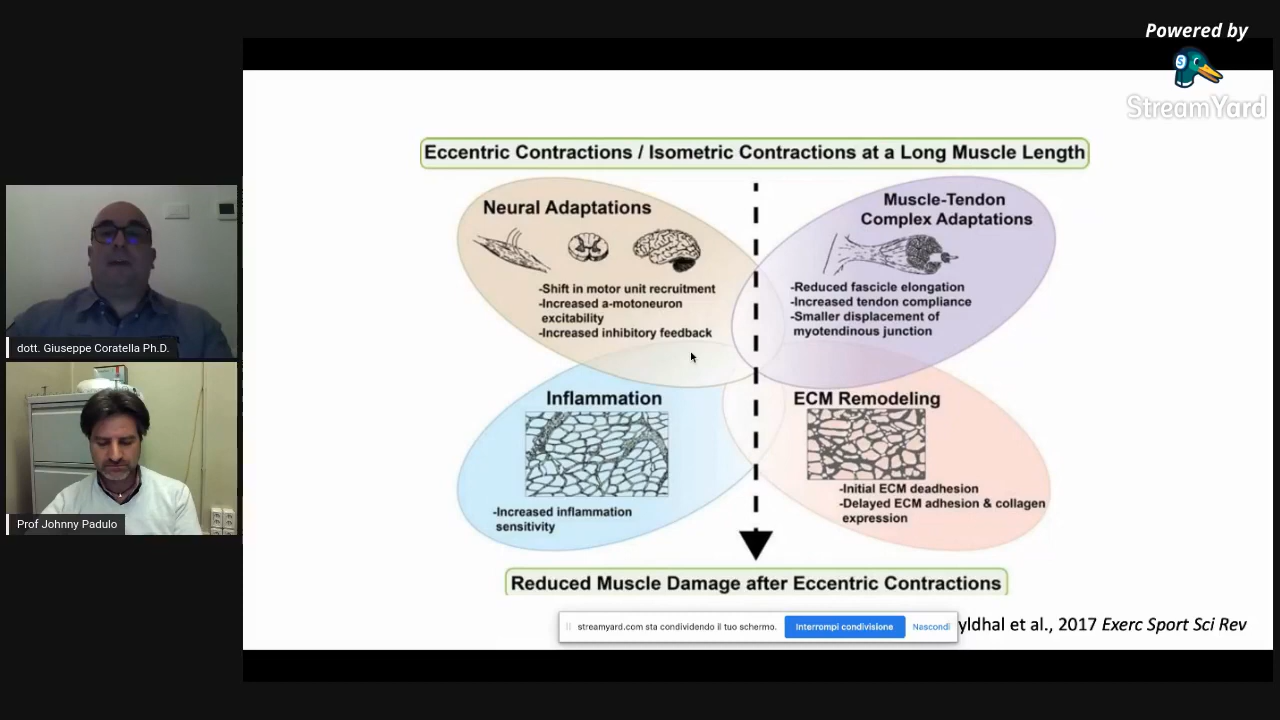 Powered by
StreamYard
Eccentric Contractions / Isometric Contractions at a Long Muscle Length
Neural Adaptations
-Shift in motor unit recruitment
-Increased a-motoneuron
excitability
-Increased inhibitory feedback
Muscle-Tendon
Complex Adaptations
-Reduced fascicle elongation
-Increased tendon compliance
-Smaller displacement of
myotendinous junction
Inflammation
-Increased inflammation
sensitivity
ECM Remodeling
-Initial ECM deadhesion
-Delayed ECM adhesion & collagen
expression
Reduced Muscle Damage after Eccentric Contractions
streamyard.com sta condividendo il tuo schermo.
Interrompi condivisione
Nascondi
yldhal et al., 2017 Exerc Sport Sci Rev
dott. Giuseppe Coratella Ph.D.
Prof Johnny Padulo